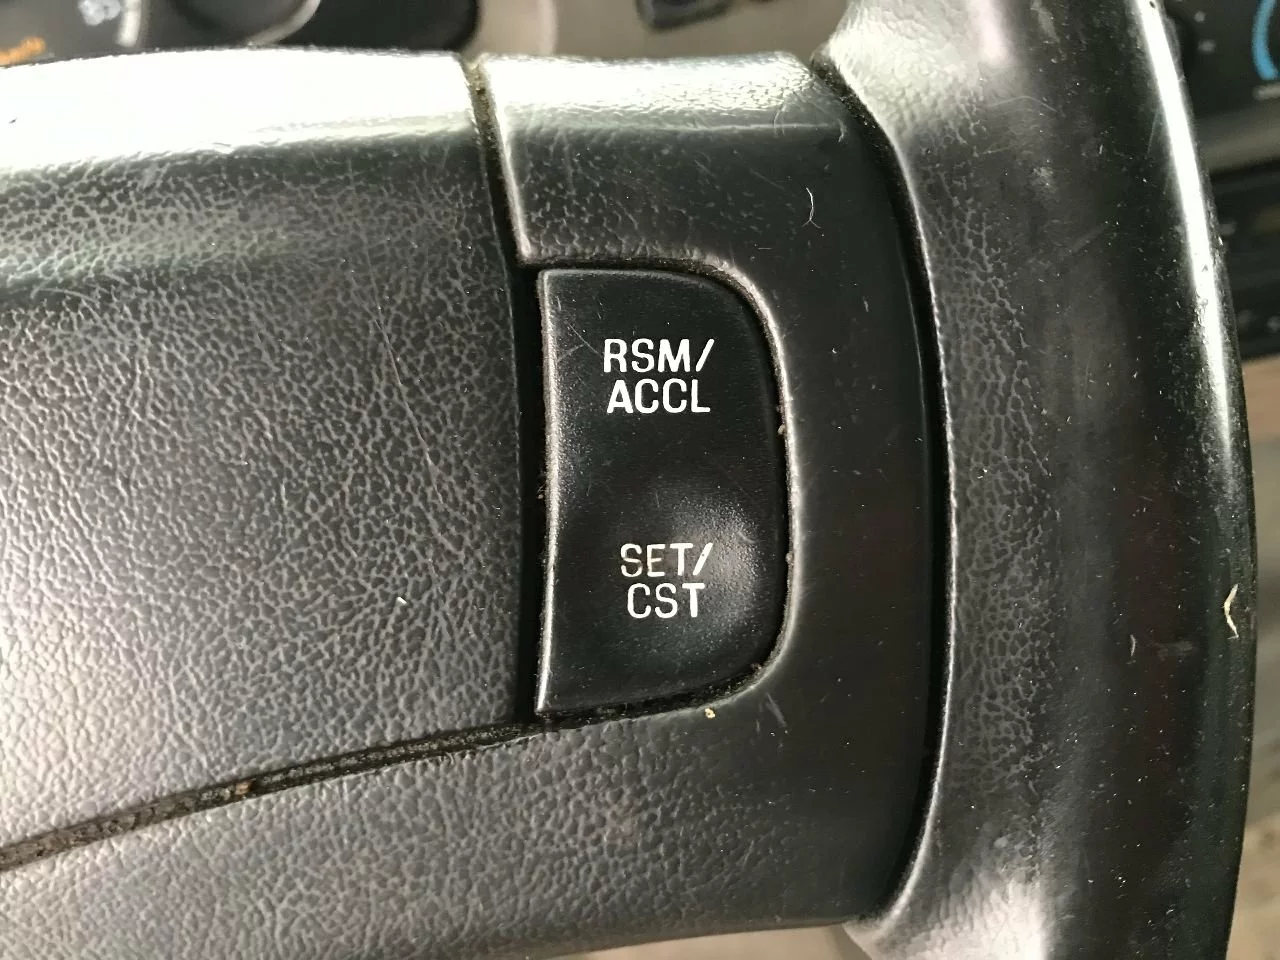 RSM/
ACCL
SET/
CST